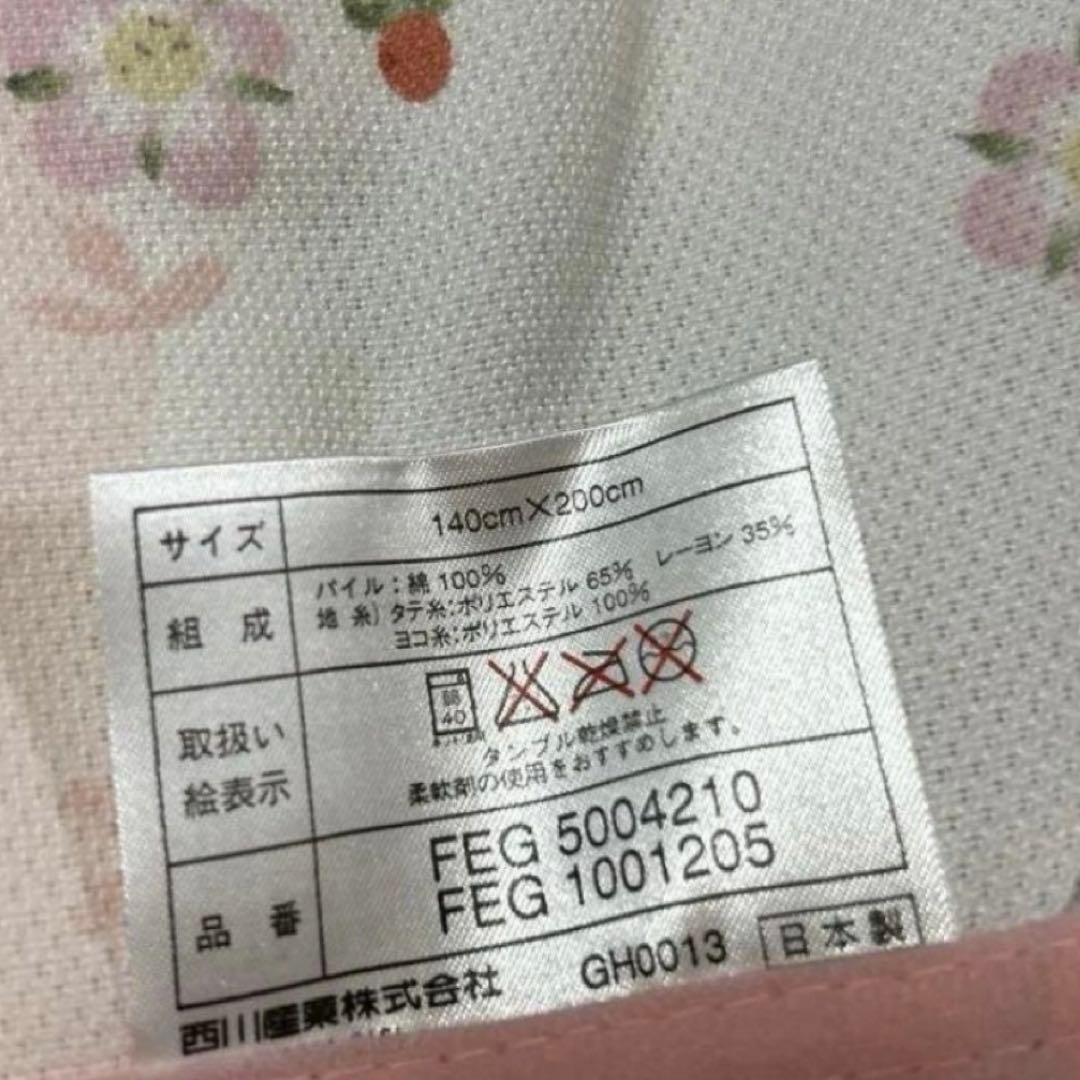 サイズ 140cm×200cm
組成 パイル:綿 100%
地 糸) タテ糸:ポリエステル 65% レーヨン 35%
ヨコ糸:ポリエステル 100%
取扱い
絵表示
弱
40
タンブル乾燥禁止
柔軟剤の使用をおすすめします。
品番 FEG 5004210
FEG 1001205
西川産業株式会社 GH0013 日本製